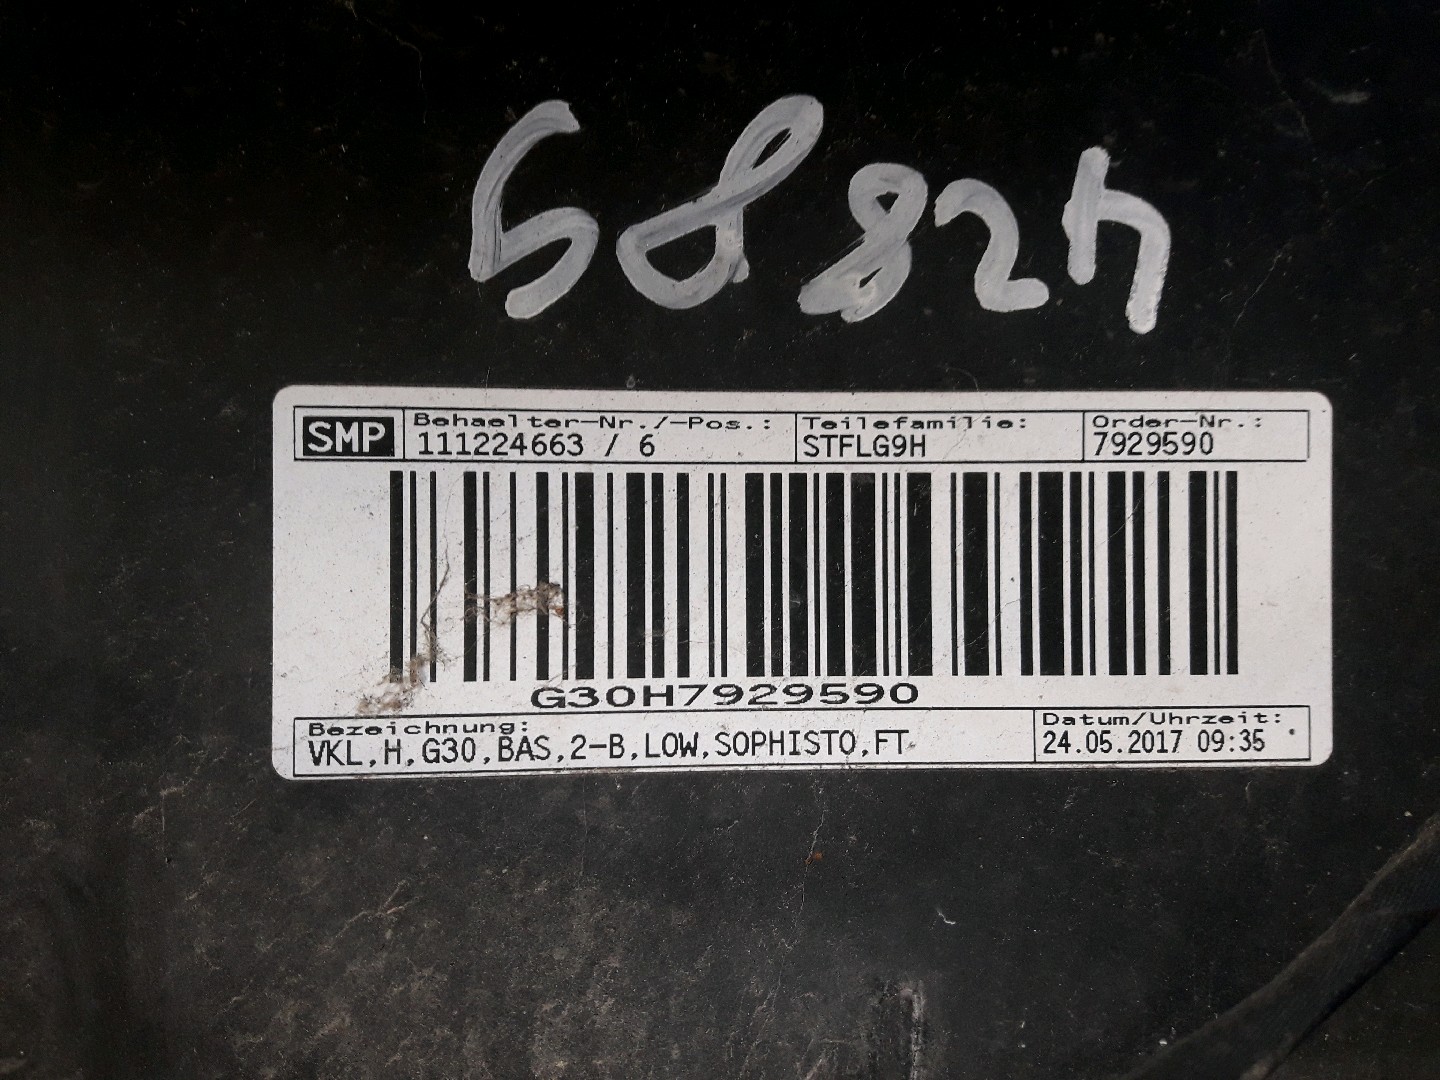 58824
SMP
Behaelter-Nr./-Pos.: Teilefamilie: Order-Nr.:
111224663 / 6 STFLG9H 7929590
G30H7929590
Bezeichnung: Datum/Uhrzeit:
VKL,H,G30,BAS,2-B,LOW,SOPHISTO,FT 24.05.2017 09:35